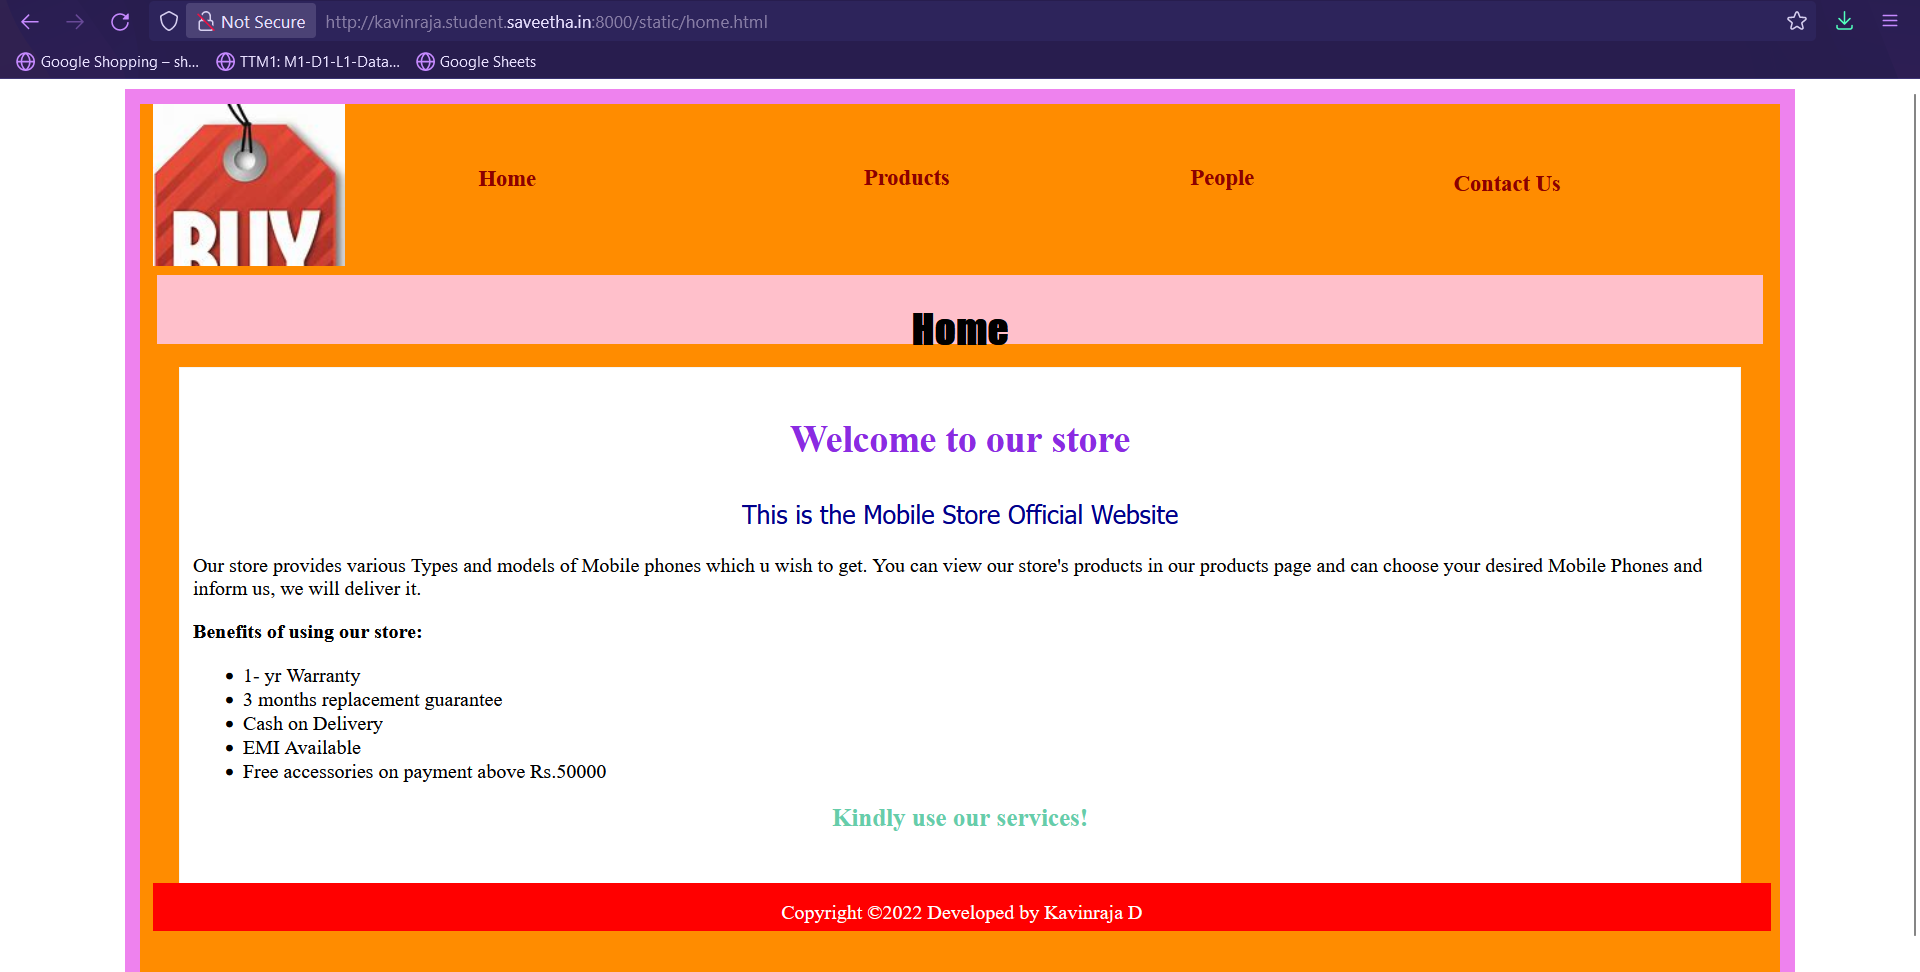 Not Secure http://kavinraja.student.saveetha.in:8000/static/home.html
Google Shopping – sh... TTM1: M1-D1-L1-Data... Google Sheets
BUY
Home Products People Contact Us
Home
Welcome to our store
This is the Mobile Store Official Website
Our store provides various Types and models of Mobile phones which u wish to get. You can view our store's products in our products page and can choose your desired Mobile Phones and
inform us, we will deliver it.
Benefits of using our store:
1- yr Warranty
3 months replacement guarantee
Cash on Delivery
EMI Available
Free accessories on payment above Rs.50000
Kindly use our services!
Copyright ©2022 Developed by Kavinraja D